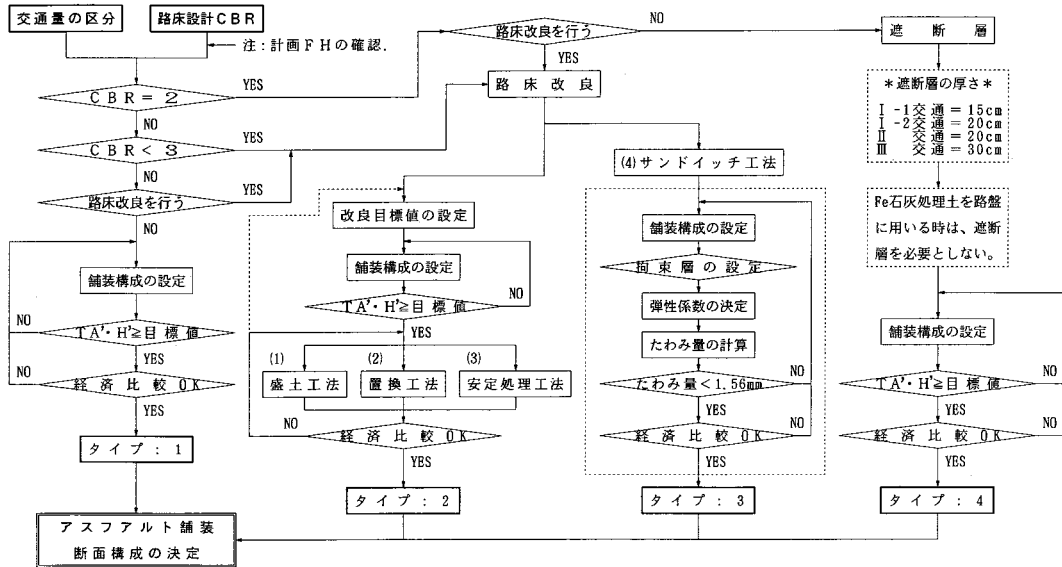 交通量の区分
路床設計CBR
注:計画FHの確認.
CBR=2
YES
NO
CBR<3
YES
NO
路床改良を行う
YES
NO
舗装構成の設定
TA'・H'≧目標値
NO
YES
経済比較OK
NO
YES
タイプ:1
アスファルト舗装
断面構成の決定
路床改良を行う
NO
YES
路床改良
改良目標値の設定
舗装構成の設定
TA'・H'≧目標値
NO
YES
(1)
盛土工法
(2)
置換工法
(3)
安定処理工法
経済比較OK
NO
YES
タイプ:2
(4)サンドイッチ工法
舗装構成の設定
拘束層の設定
弾性係数の決定
たわみ量の計算
たわみ量<1.56mm
NO
YES
経済比較OK
NO
YES
タイプ:3
遮断層
*遮断層の厚さ*
Ⅰ-1交通=15cm
Ⅰ-2交通=20cm
Ⅱ 交通=20cm
Ⅲ 交通=30cm
Fe石灰処理土を路盤
に用いる時は、遮断
層を必要としない。
舗装構成の設定
TA'・H'≧目標値
NO
YES
経済比較OK
NO
YES
タイプ:4